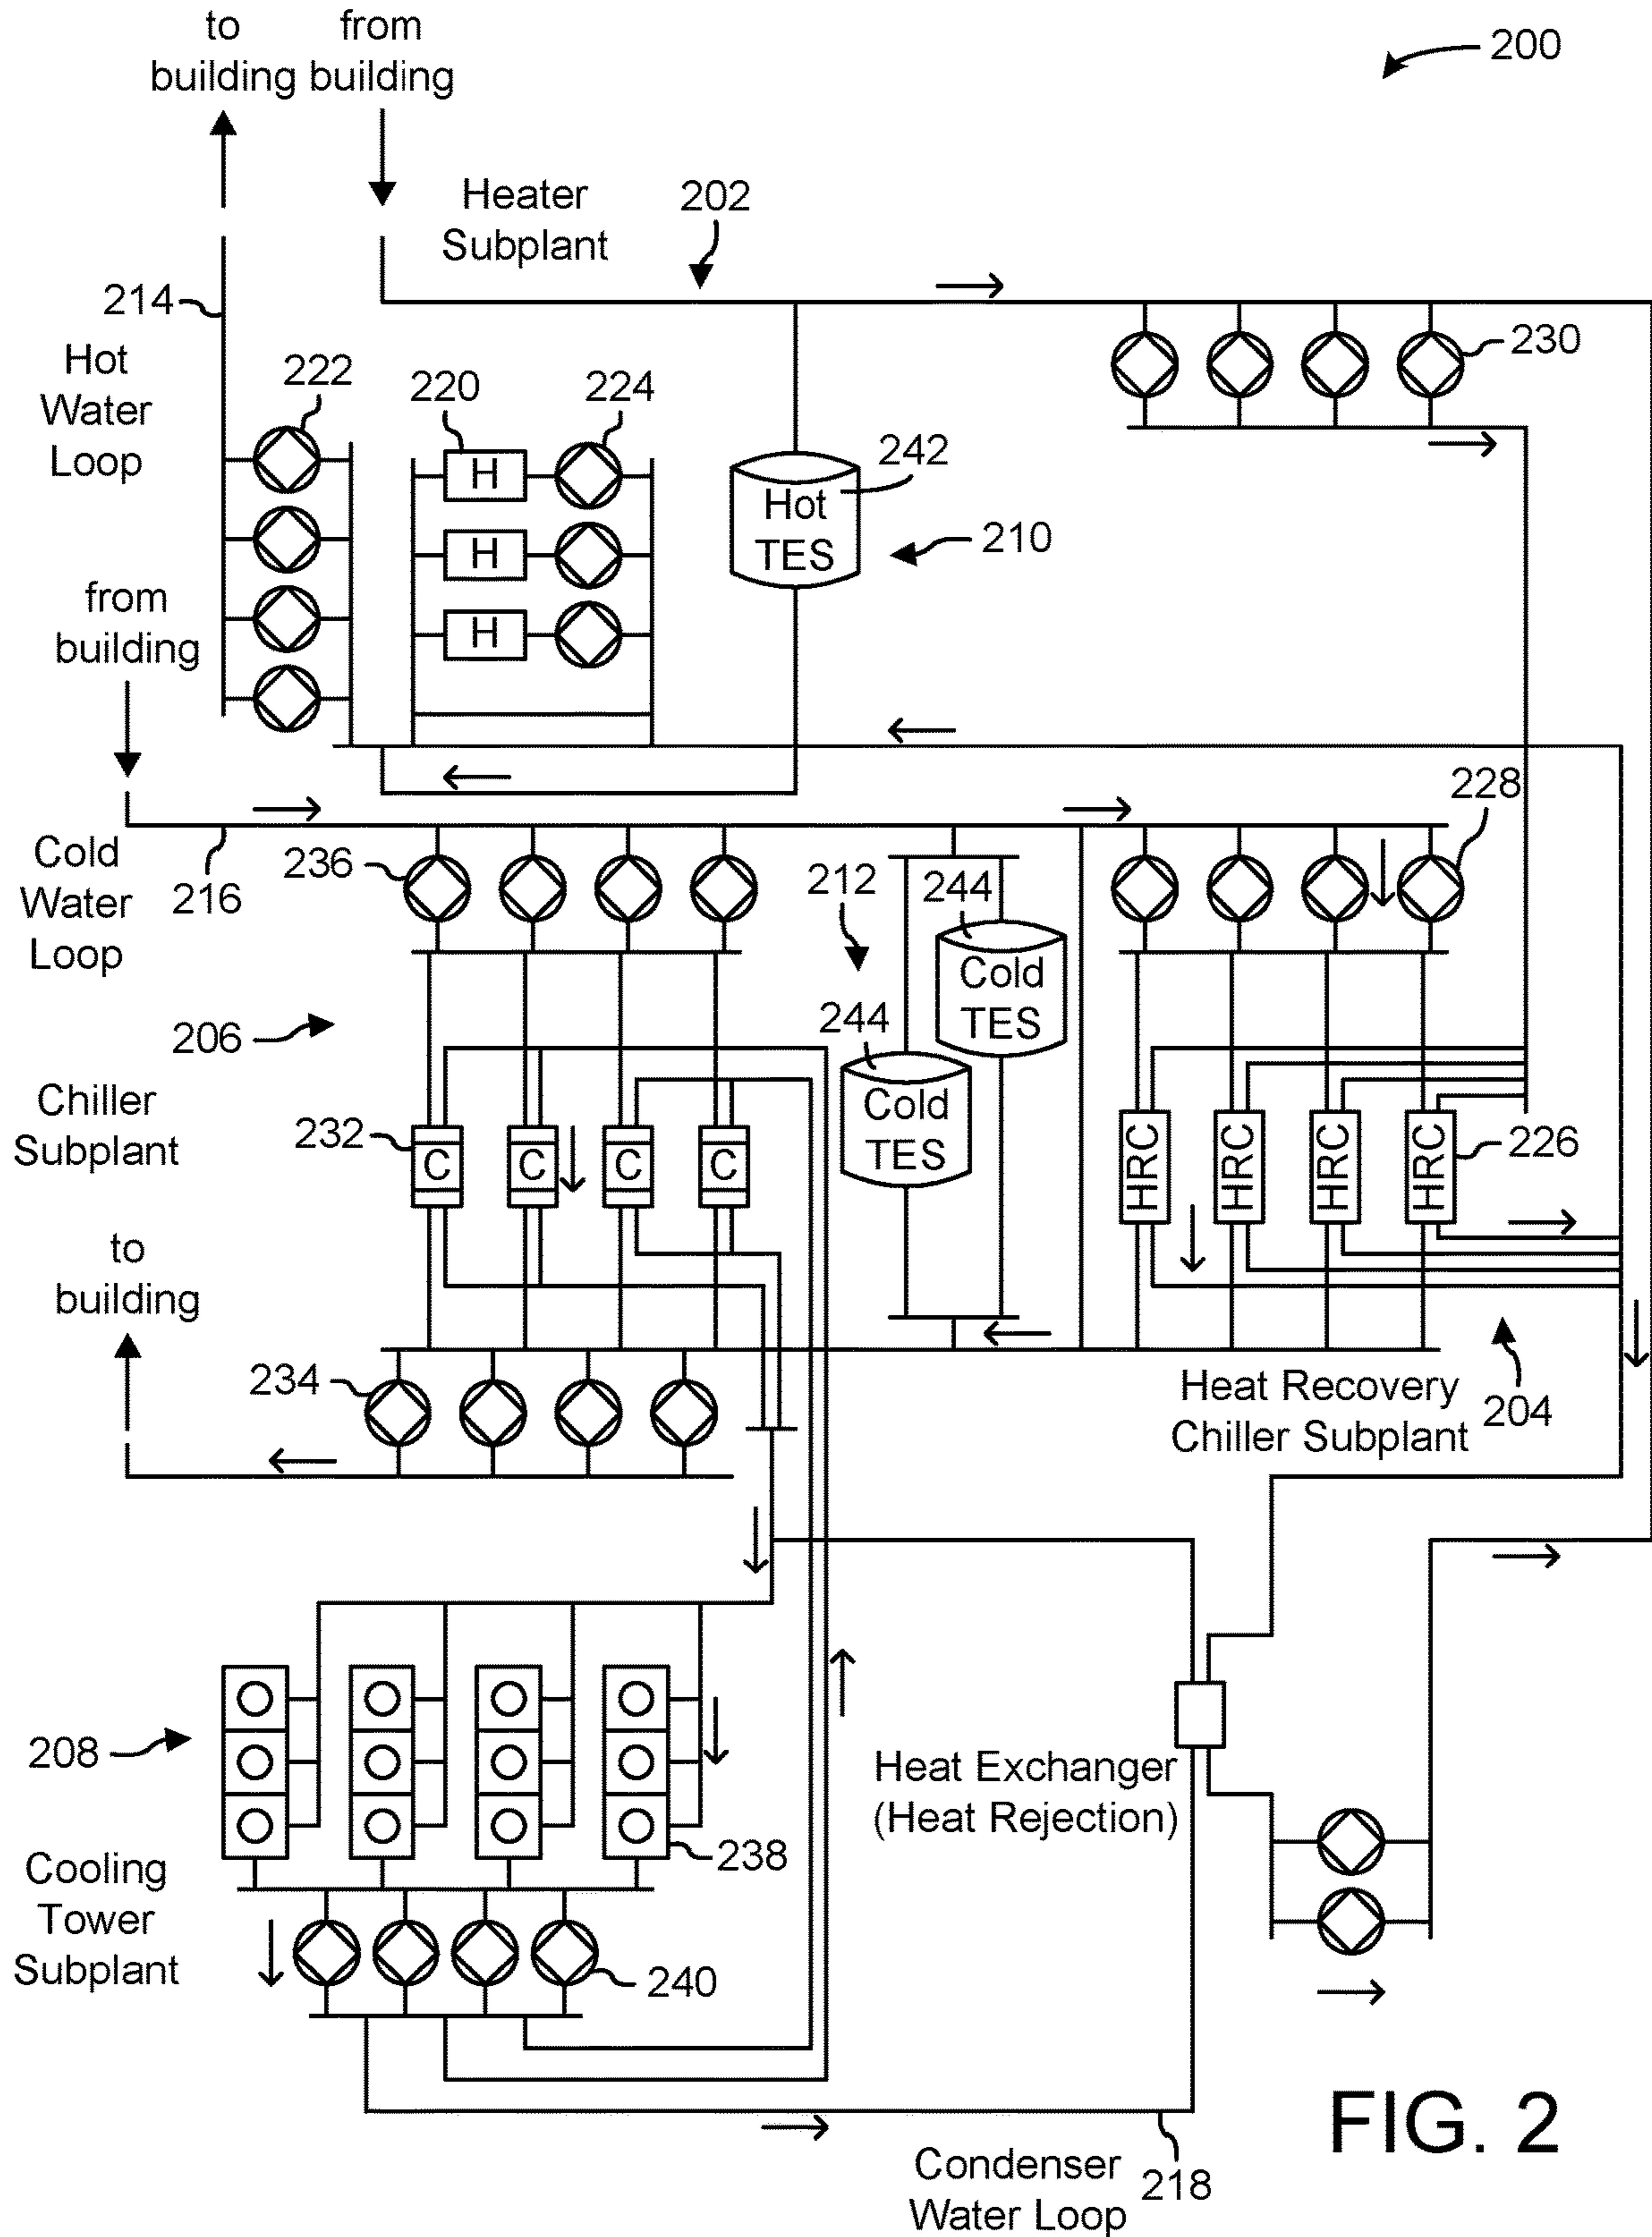 to from
building building
200
Heater
Subplant
202
214
Hot
Water
Loop
222
220
224
230
242
Hot
TES
210
H
H
H
from
building
228
Cold
Water
Loop
216
236
212
244
Cold
TES
244
Cold
TES
206
Chiller
Subplant
232
C
C
C
C
HRC
HRC
HRC
HRC
226
to
building
234
Heat Recovery
Chiller Subplant
204
208
Heat Exchanger
(Heat Rejection)
238
Cooling
Tower
Subplant
240
FIG. 2
Condenser
Water Loop
218